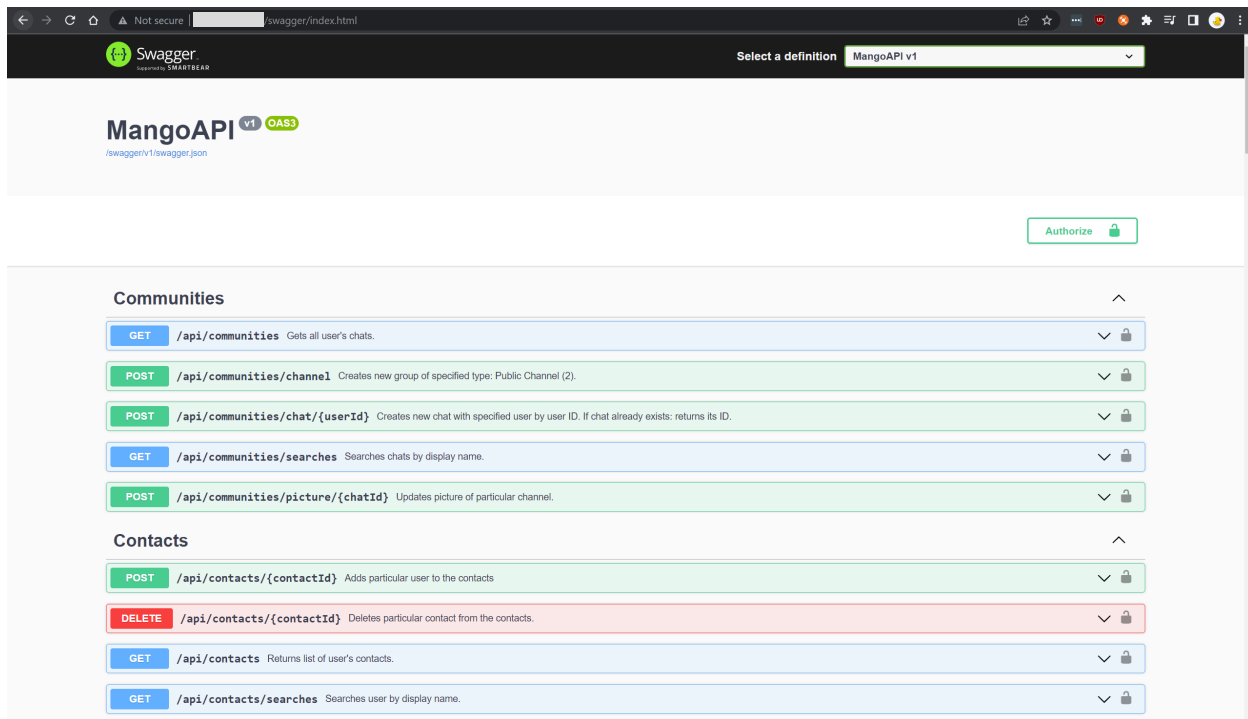 Not secure | /swagger/index.html
Swagger.
Supported by SMARTBEAR
Select a definition MangoAPI v1
MangoAPI v1 OAS3
/swagger/v1/swagger.json
Authorize
Communities
GET /api/communities Gets all user's chats.
POST /api/communities/channel Creates new group of specified type: Public Channel (2).
POST /api/communities/chat/{userId} Creates new chat with specified user by user ID. If chat already exists: returns its ID.
GET /api/communities/searches Searches chats by display name.
POST /api/communities/picture/{chatId} Updates picture of particular channel.
Contacts
POST /api/contacts/{contactId} Adds particular user to the contacts
DELETE /api/contacts/{contactId} Deletes particular contact from the contacts.
GET /api/contacts Returns list of user's contacts.
GET /api/contacts/searches Searches user by display name.